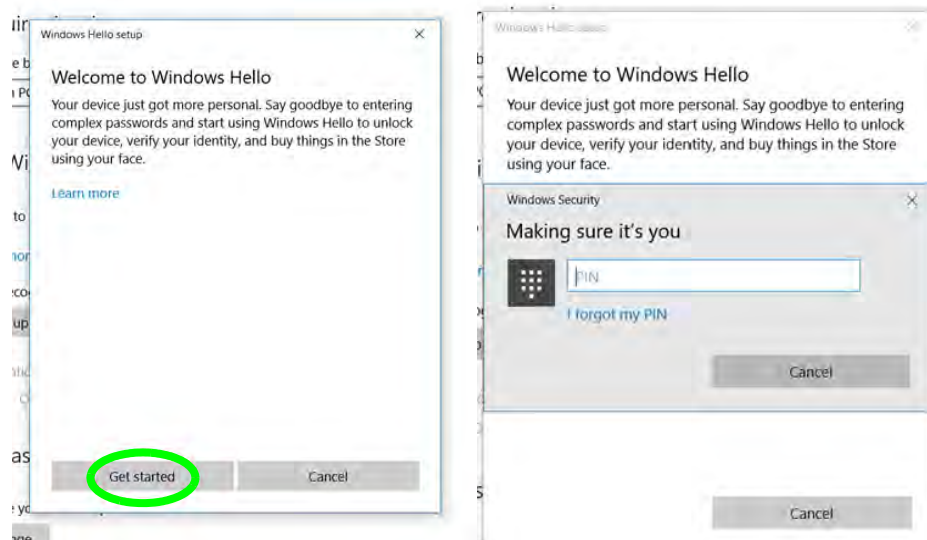 Windows Hello setup
Welcome to Windows Hello
Your device just got more personal. Say goodbye to entering
complex passwords and start using Windows Hello to unlock
your device, verify your identity, and buy things in the Store
using your face.
Learn more
Get started
Cancel
Windows Hello setup
Welcome to Windows Hello
Your device just got more personal. Say goodbye to entering
complex passwords and start using Windows Hello to unlock
your device, verify your identity, and buy things in the Store
using your face.
Windows Security
Making sure it's you
PIN
I forgot my PIN
Cancel
Cancel